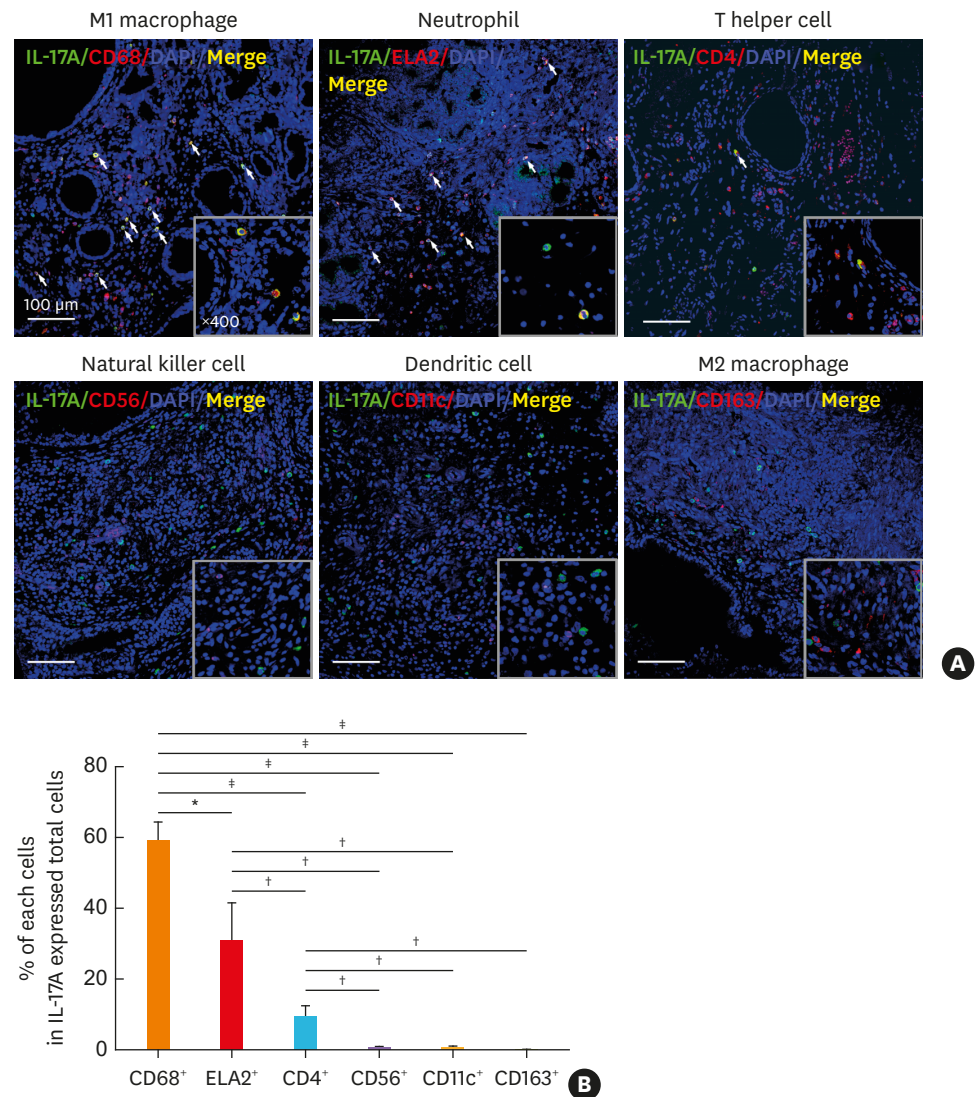 M1 macrophage
Neutrophil
T helper cell
IL-17A/CD68/DAPI/Merge
IL-17A/ELA2/DAPI/
Merge
IL-17A/CD4/DAPI/Merge
100 μm
×400
Natural killer cell
Dendritic cell
M2 macrophage
IL-17A/CD56/DAPI/Merge
IL-17A/CD11c/DAPI/Merge
IL-17A/CD163/DAPI/Merge
A
% of each cells
in IL-17A expressed total cells
80
60
40
20
0
‡
‡
‡
‡
*
†
†
†
†
†
†
CD68⁺
ELA2⁺
CD4⁺
CD56⁺
CD11c⁺
CD163⁺
B